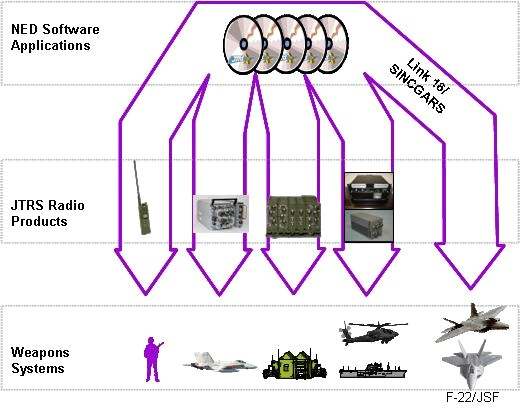 NED Software
Applications
Link 16/
SINCGARS
JTRS Radio
Products
Weapons
Systems
F-22/JSF